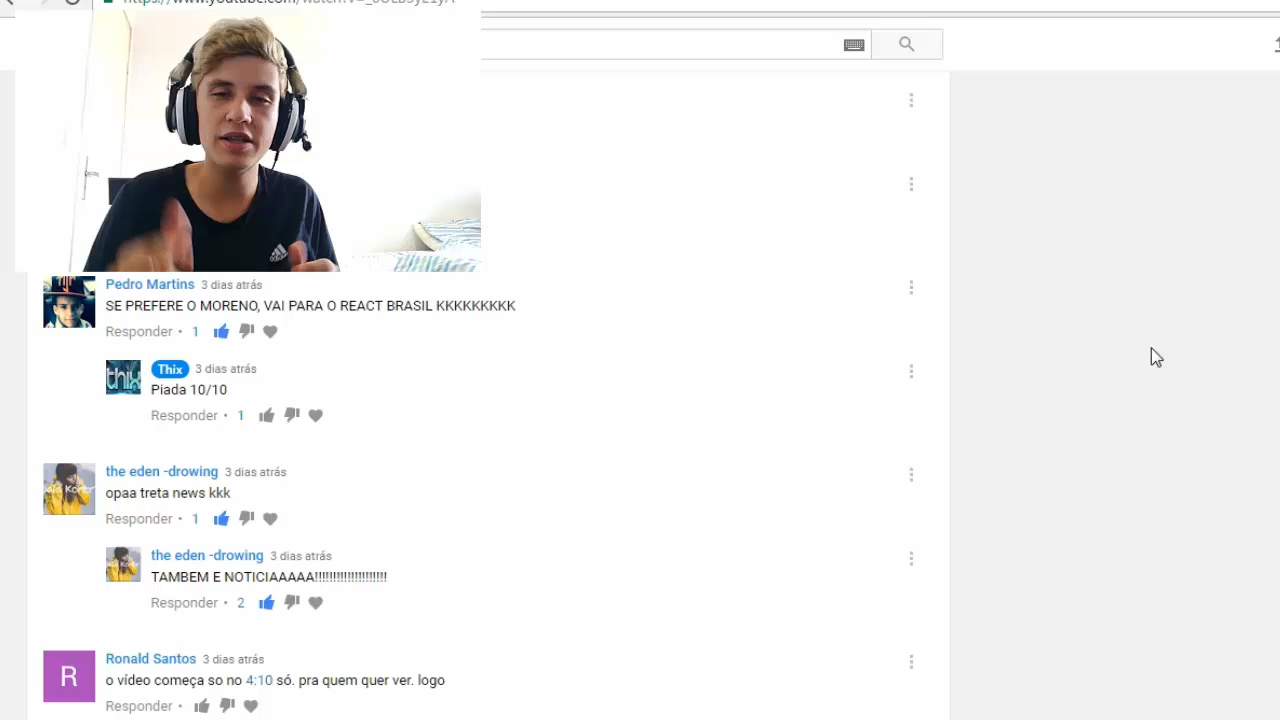 Pedro Martins 3 dias atrás
SE PREFERE O MORENO, VAI PARA O REACT BRASIL KKKKKKKKK
Responder • 1
thix
Thix 3 dias atrás
Piada 10/10
Responder • 1
the eden -drowing 3 dias atrás
opaa treta news kkk
Responder • 1
the eden -drowing 3 dias atrás
TAMBEM E NOTICIAAAAA!!!!!!!!!!!!!!!!!!!!
Responder • 2
R
Ronald Santos 3 dias atrás
o vídeo começa so no 4:10 só. pra quem quer ver. logo
Responder •